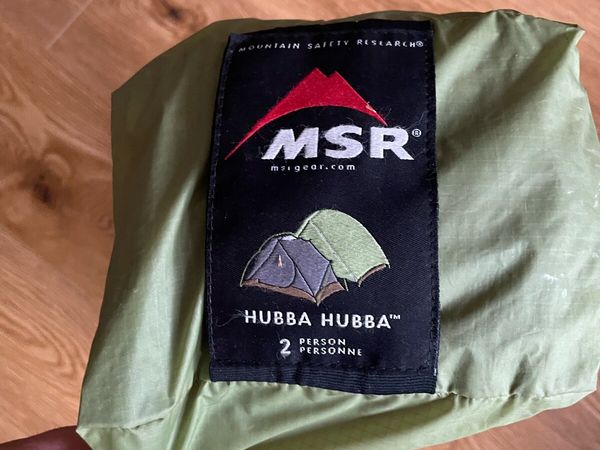 MOUNTAIN SAFETY RESEARCH®
MSR®
msrgear.com
HUBBA HUBBA™
2 PERSON
PERSONNE